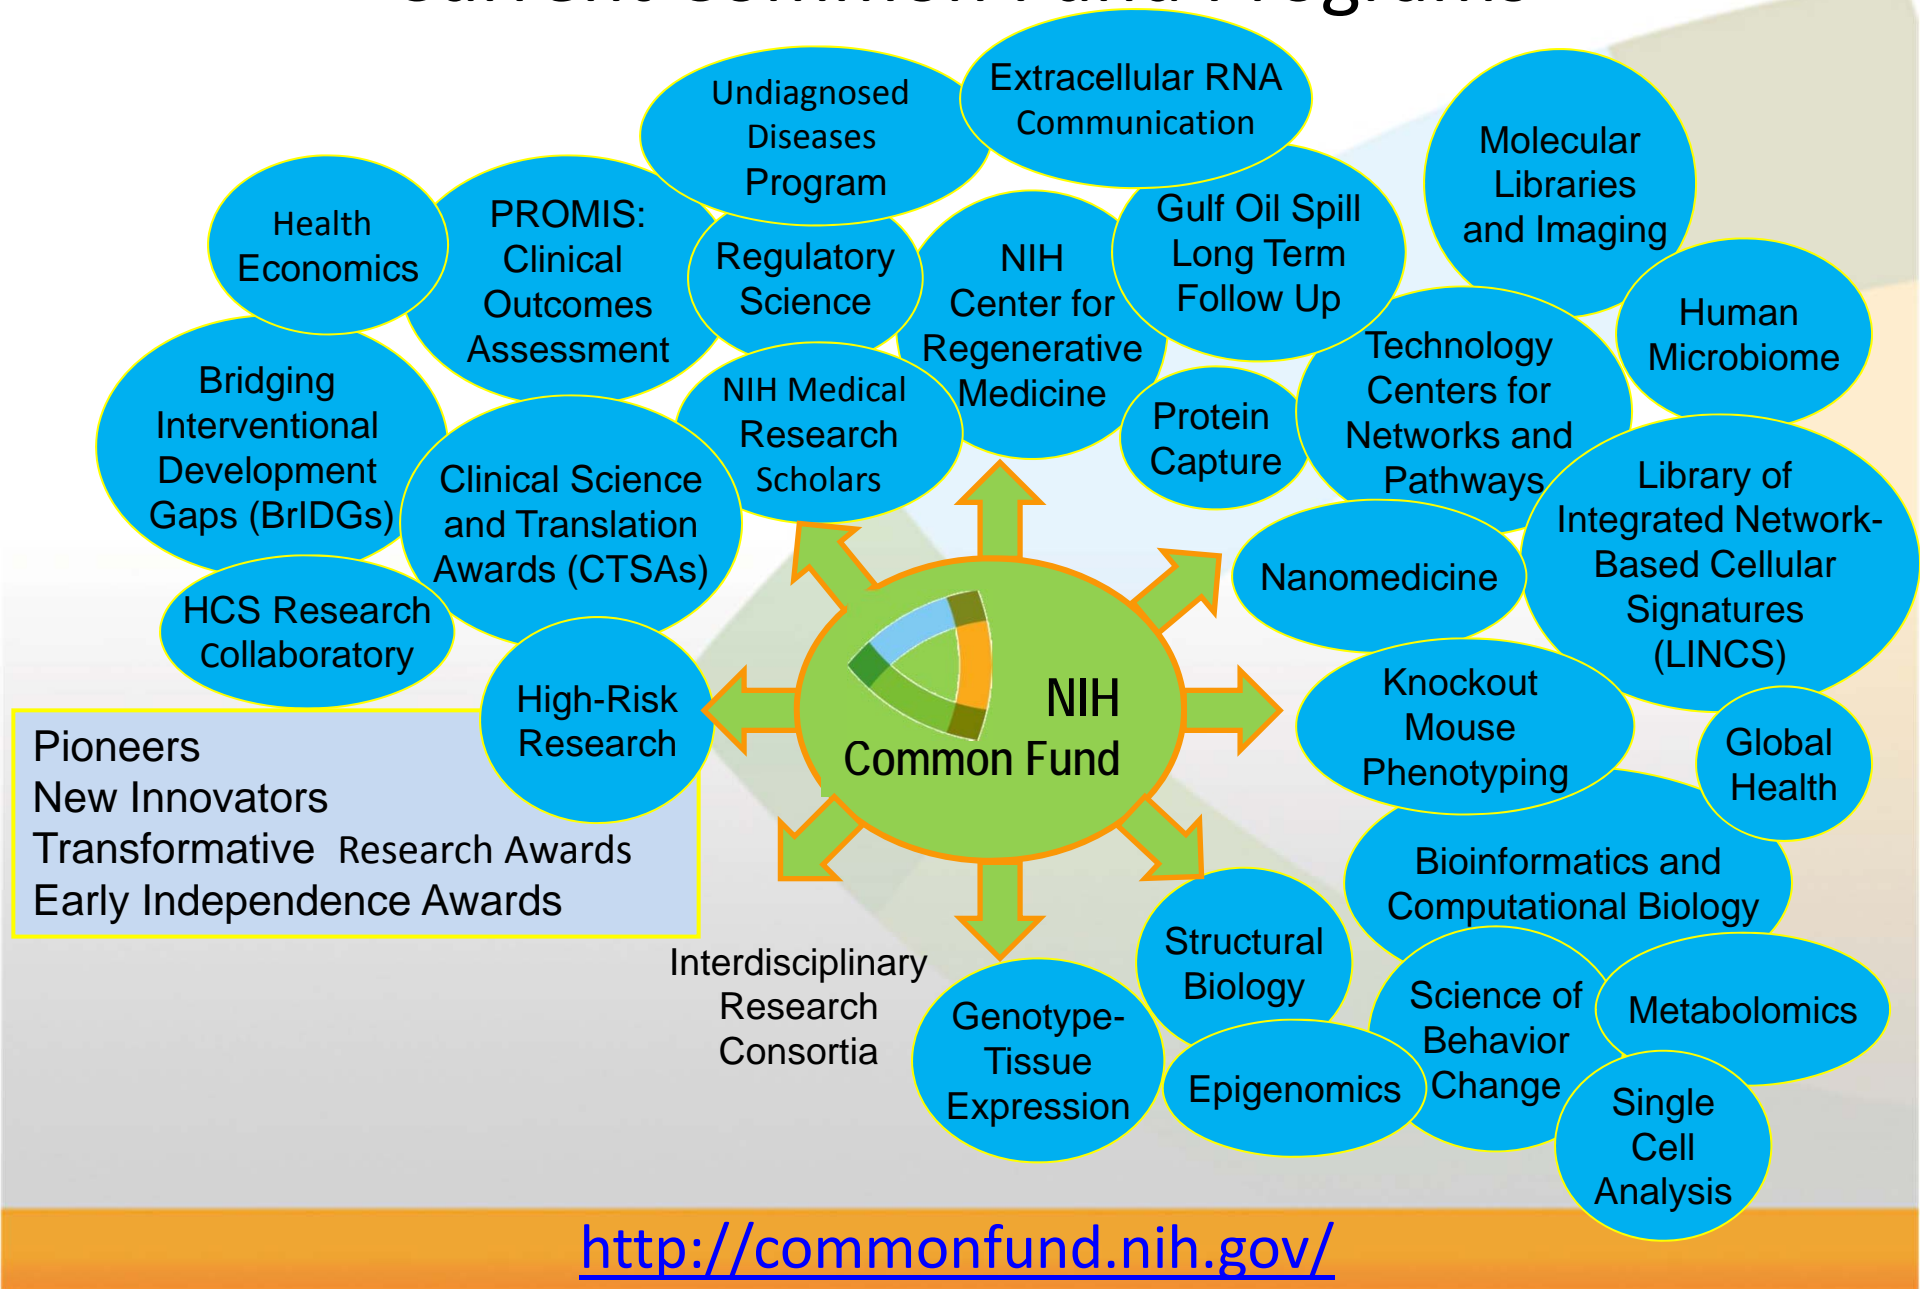 Current Common Fund Programs
Undiagnosed
Diseases
Program
Extracellular RNA
Communication
Molecular
Libraries
and Imaging
Health
Economics
PROMIS:
Clinical
Outcomes
Assessment
Regulatory
Science
NIH
Center for
Regenerative
Medicine
Gulf Oil Spill
Long Term
Follow Up
Human
Microbiome
Bridging
Interventional
Development
Gaps (BrIDGs)
Clinical Science
and Translation
Awards (CTSAs)
NIH Medical
Research
Scholars
Protein
Capture
Technology
Centers for
Networks and
Pathways
Library of
Integrated Network-
Based Cellular
Signatures
(LINCS)
Nanomedicine
HCS Research
Collaboratory
High-Risk
Research
NIH
Common Fund
Knockout
Mouse
Phenotyping
Global
Health
Pioneers
New Innovators
Transformative Research Awards
Early Independence Awards
Bioinformatics and
Computational Biology
Interdisciplinary
Research
Consortia
Genotype-
Tissue
Expression
Structural
Biology
Epigenomics
Science of
Behavior
Change
Metabolomics
Single
Cell
Analysis
http://commonfund.nih.gov/